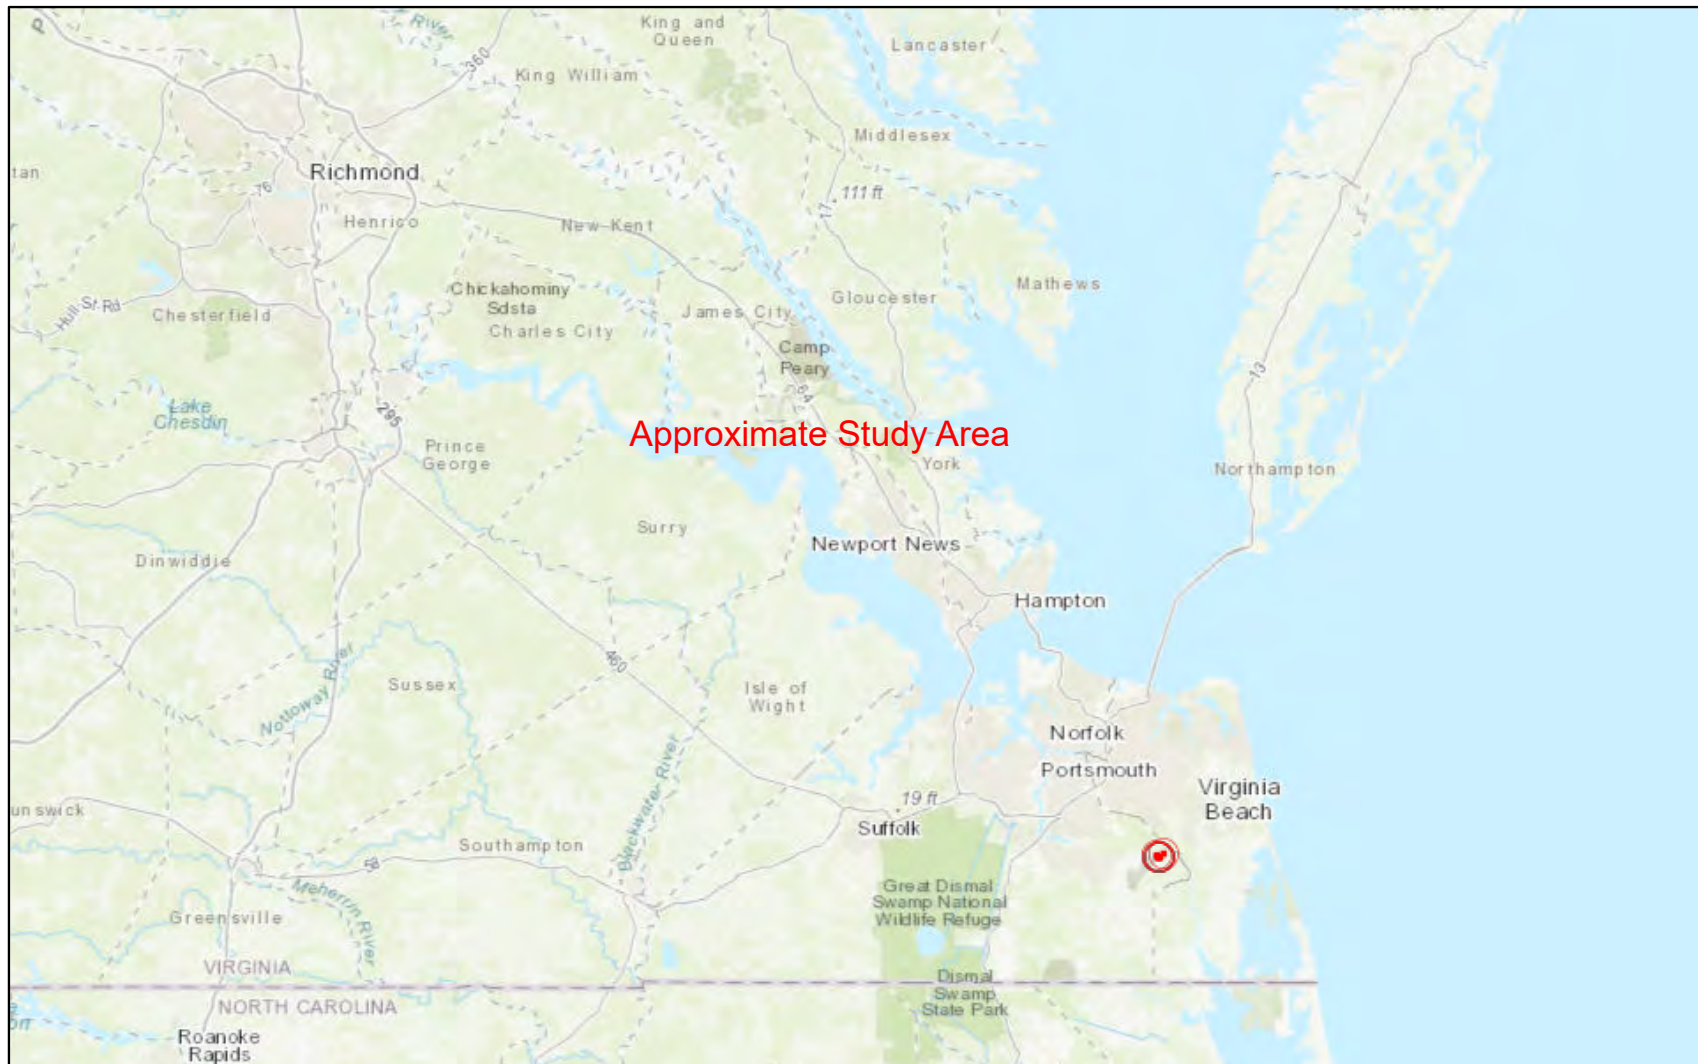 King and
Queen
Lancaster
River
360
King William
Middlesex
Richmond
tan
76
111 ft
17
Henrico
New Kent
Mathews
Chickahominy
Sdsta
Gloucester
Hull St Rd
Chesterfield
James City
Charles City
Camp
Peary
64
13
Lake
Chesdin
295
Approximate Study Area
Prince
George
York
Northampton
Surry
Newport News
Dinwiddie
Hampton
460
Nottoway River
Sussex
Isle of
Wight
Norfolk
Portsmouth
Virginia
Beach
Blackwater River
19 ft
unswick
Suffolk
Southampton
58
Meherrin River
Great Dismal
Swamp National
Wildlife Refuge
Greensville
VIRGINIA
NORTH CAROLINA
Dismal
Swamp
State Park
Roanoke
Rapids